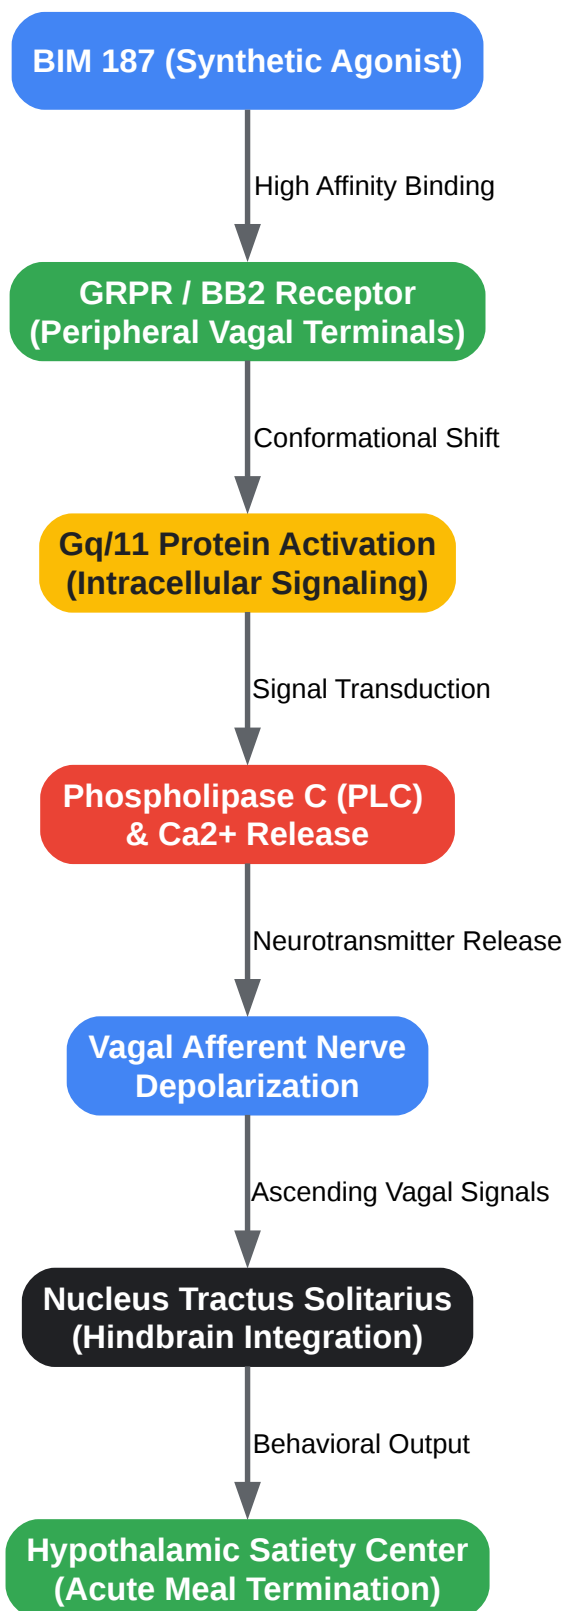 BIM 187 (Synthetic Agonist)
High Affinity Binding
GRPR / BB2 Receptor
(Peripheral Vagal Terminals)
Conformational Shift
Gq/11 Protein Activation
(Intracellular Signaling)
Signal Transduction
Phospholipase C (PLC)
& Ca2+ Release
Neurotransmitter Release
Vagal Afferent Nerve
Depolarization
Ascending Vagal Signals
Nucleus Tractus Solitarius
(Hindbrain Integration)
Behavioral Output
Hypothalamic Satiety Center
(Acute Meal Termination)